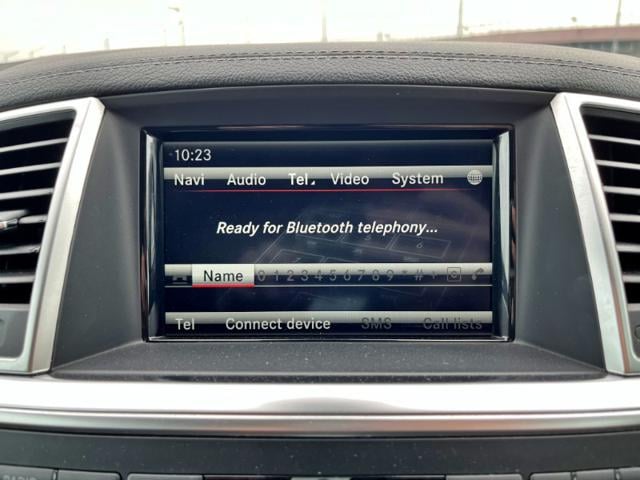 10:23
Navi Audio Tel Video System
Ready for Bluetooth telephony...
Name 0 1 2 3 4 5 6 7 8 9 * # +
Tel Connect device SMS Call lists
RADIO